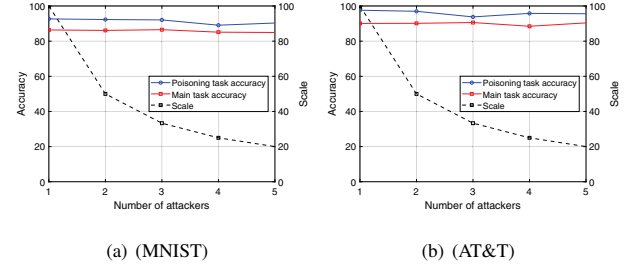 100
100
80
80
60
60
40
40
20
20
0
0
1
2
3
4
5
Accuracy
Scale
Number of attackers
Poisoning task accuracy
Main task accuracy
Scale
(a) (MNIST)
100
100
80
80
60
60
40
40
20
20
0
0
1
2
3
4
5
Accuracy
Scale
Number of attackers
Poisoning task accuracy
Main task accuracy
Scale
(b) (AT&T)